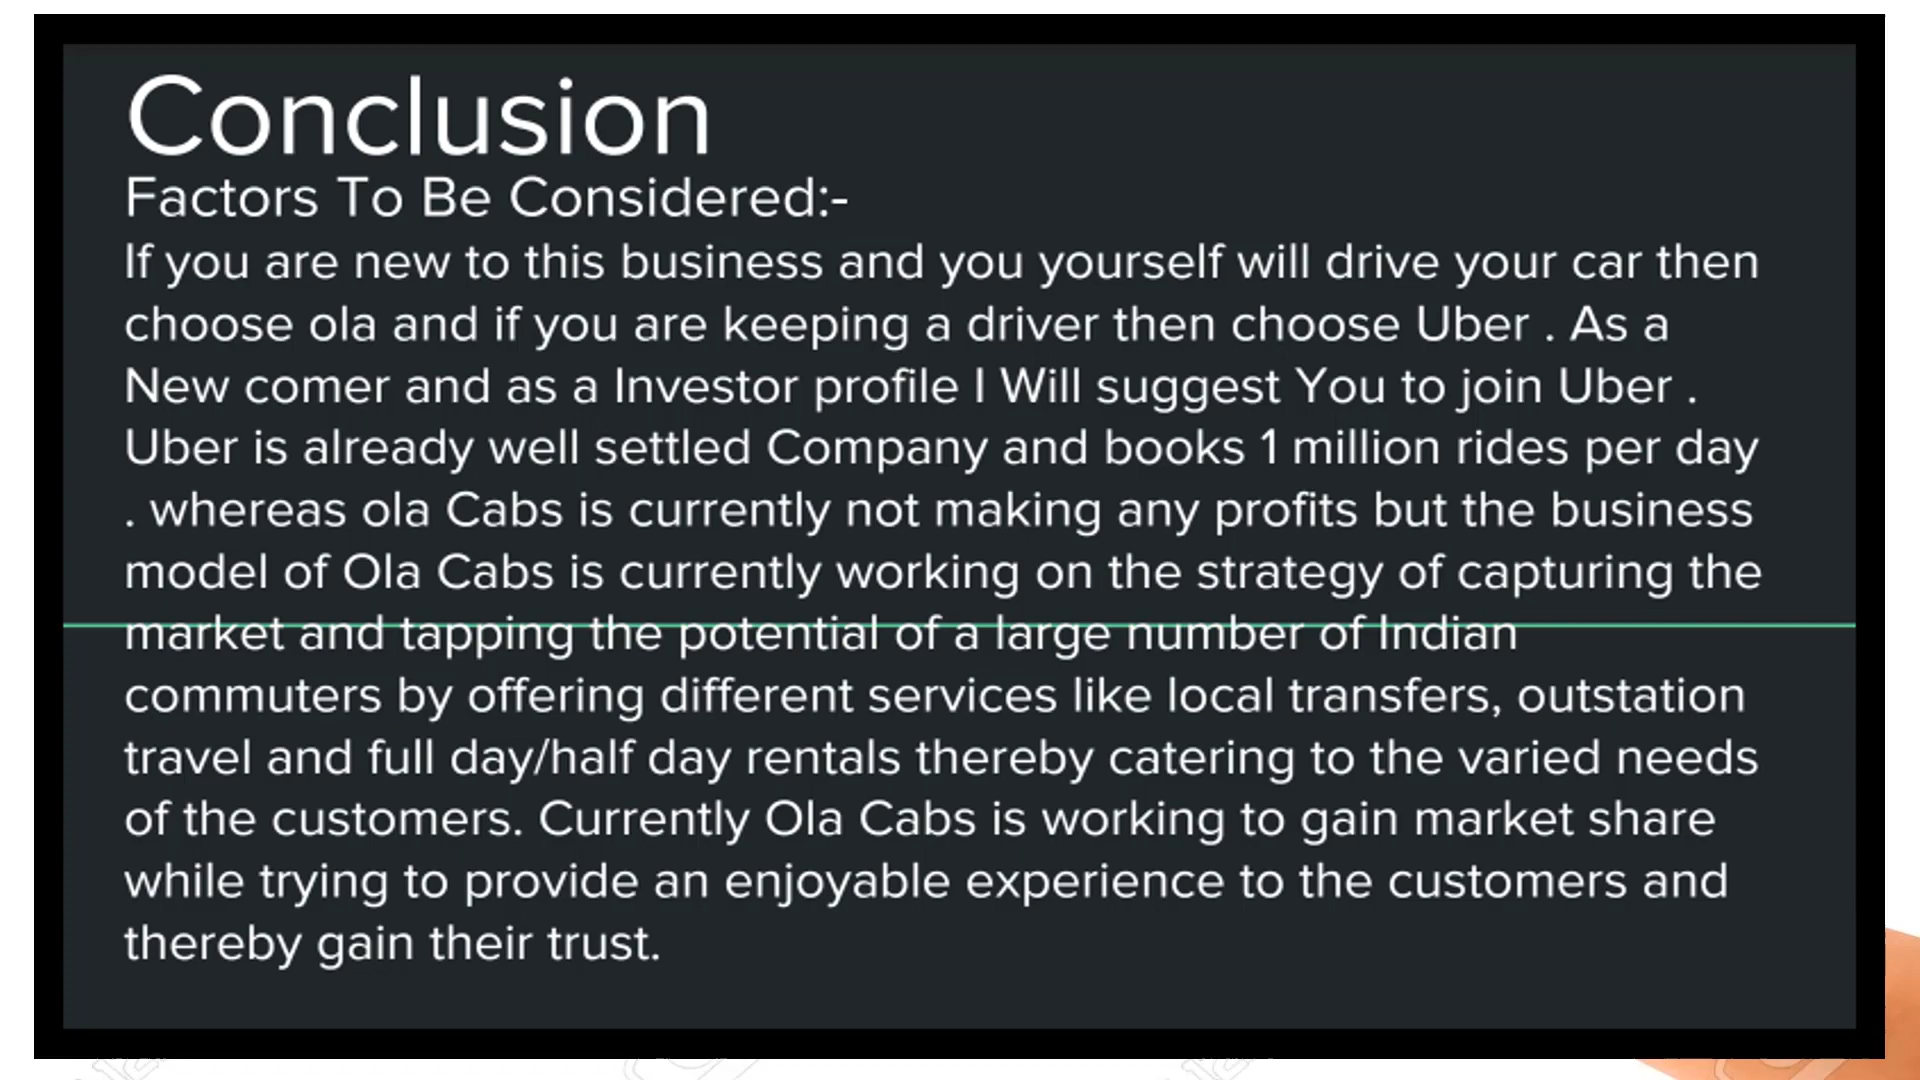 Conclusion
Factors To Be Considered:-
If you are new to this business and you yourself will drive your car then
choose ola and if you are keeping a driver then choose Uber . As a
New comer and as a Investor profile I Will suggest You to join Uber .
Uber is already well settled Company and books 1 million rides per day
. whereas ola Cabs is currently not making any profits but the business
model of Ola Cabs is currently working on the strategy of capturing the
market and tapping the potential of a large number of Indian
commuters by offering different services like local transfers, outstation
travel and full day/half day rentals thereby catering to the varied needs
of the customers. Currently Ola Cabs is working to gain market share
while trying to provide an enjoyable experience to the customers and
thereby gain their trust.